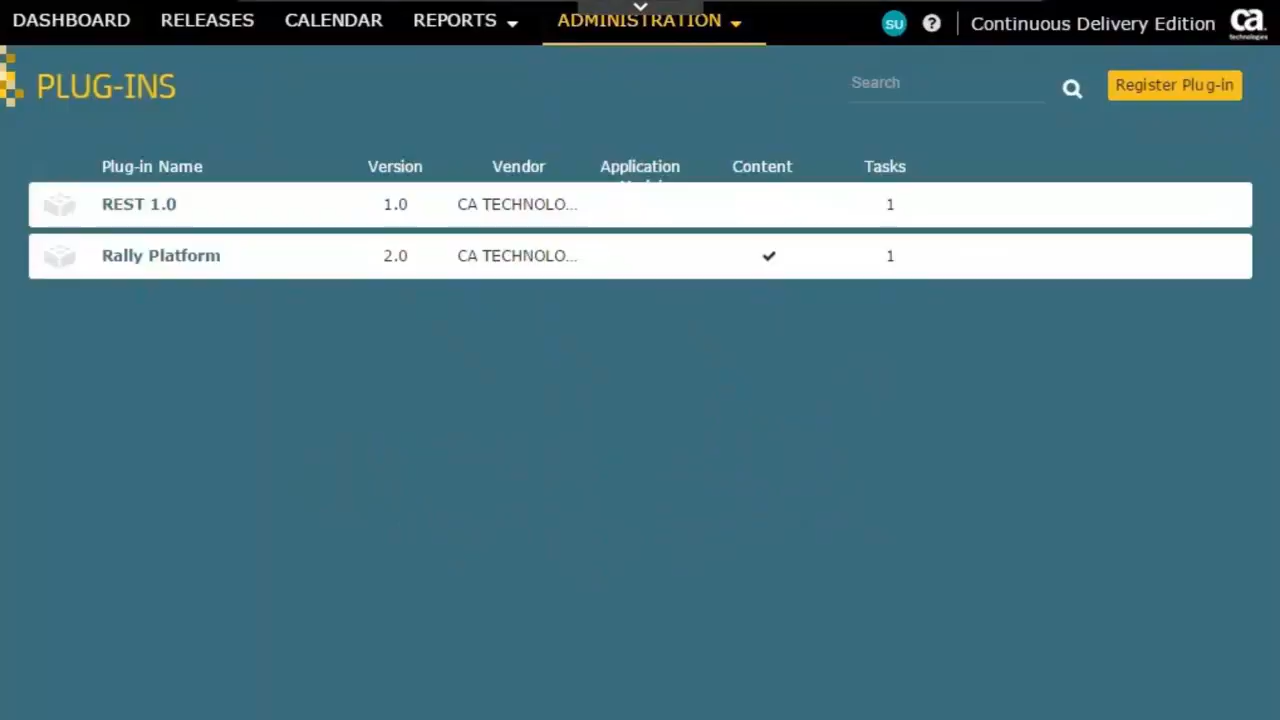 DASHBOARD RELEASES CALENDAR REPORTS ADMINISTRATION SU ? Continuous Delivery Edition ca
technologies
PLUG-INS Search Register Plug-in
Plug-in Name Version Vendor Application Content Tasks
REST 1.0 1.0 CA TECHNOLO... 1
Rally Platform 2.0 CA TECHNOLO... 1